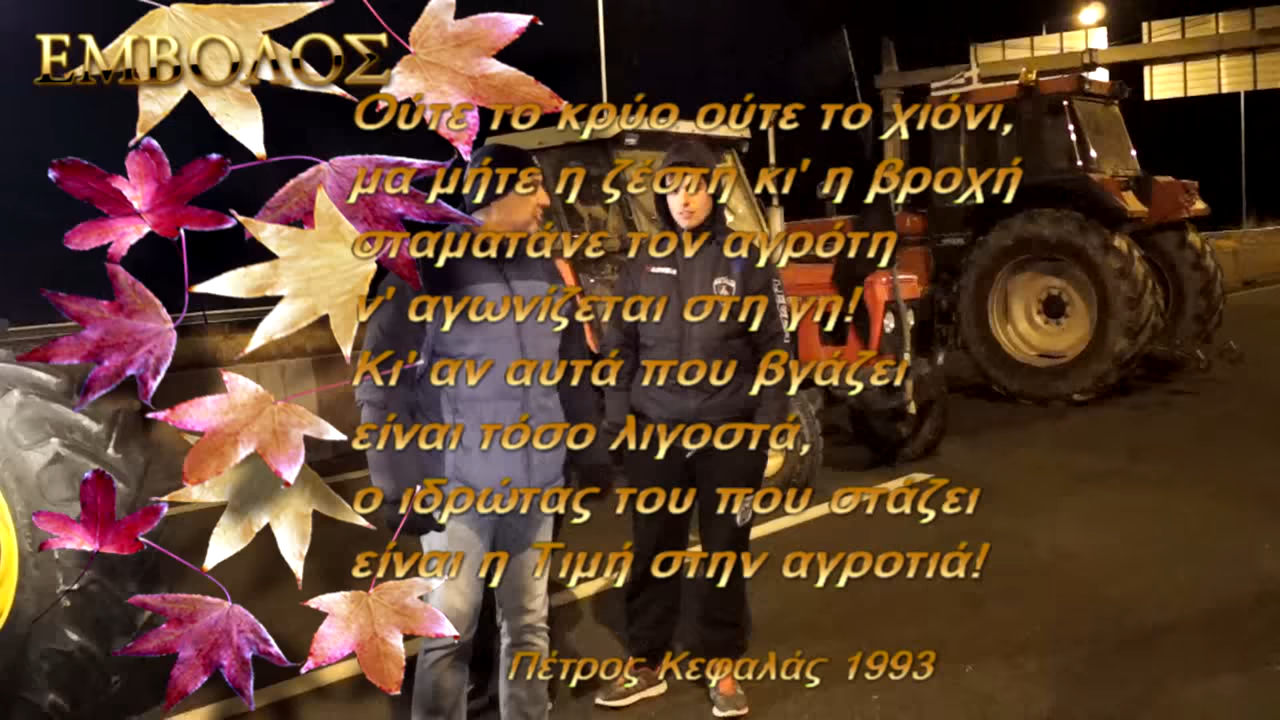 ΕΜΒΟΛΟΣ
Ούτε το κρύο ούτε το χιόνι,
μα μήτε η ζέστη κι' η βροχή
σταματάνε τον αγρότη
ν' αγωνίζεται στη γη!
Κι' αν αυτά που βγάζει
είναι τόσο λιγοστά,
ο ιδρώτας του που στάζει
είναι η Τιμή στην αγροτιά!
Πέτρος Κεφαλάς 1993